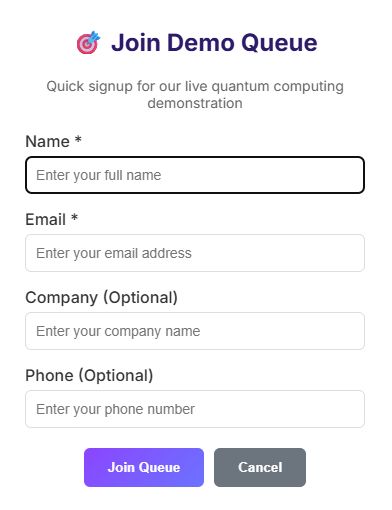 🎯 Join Demo Queue
Quick signup for our live quantum computing
demonstration
Name *
Enter your full name
Email *
Enter your email address
Company (Optional)
Enter your company name
Phone (Optional)
Enter your phone number
Join Queue Cancel